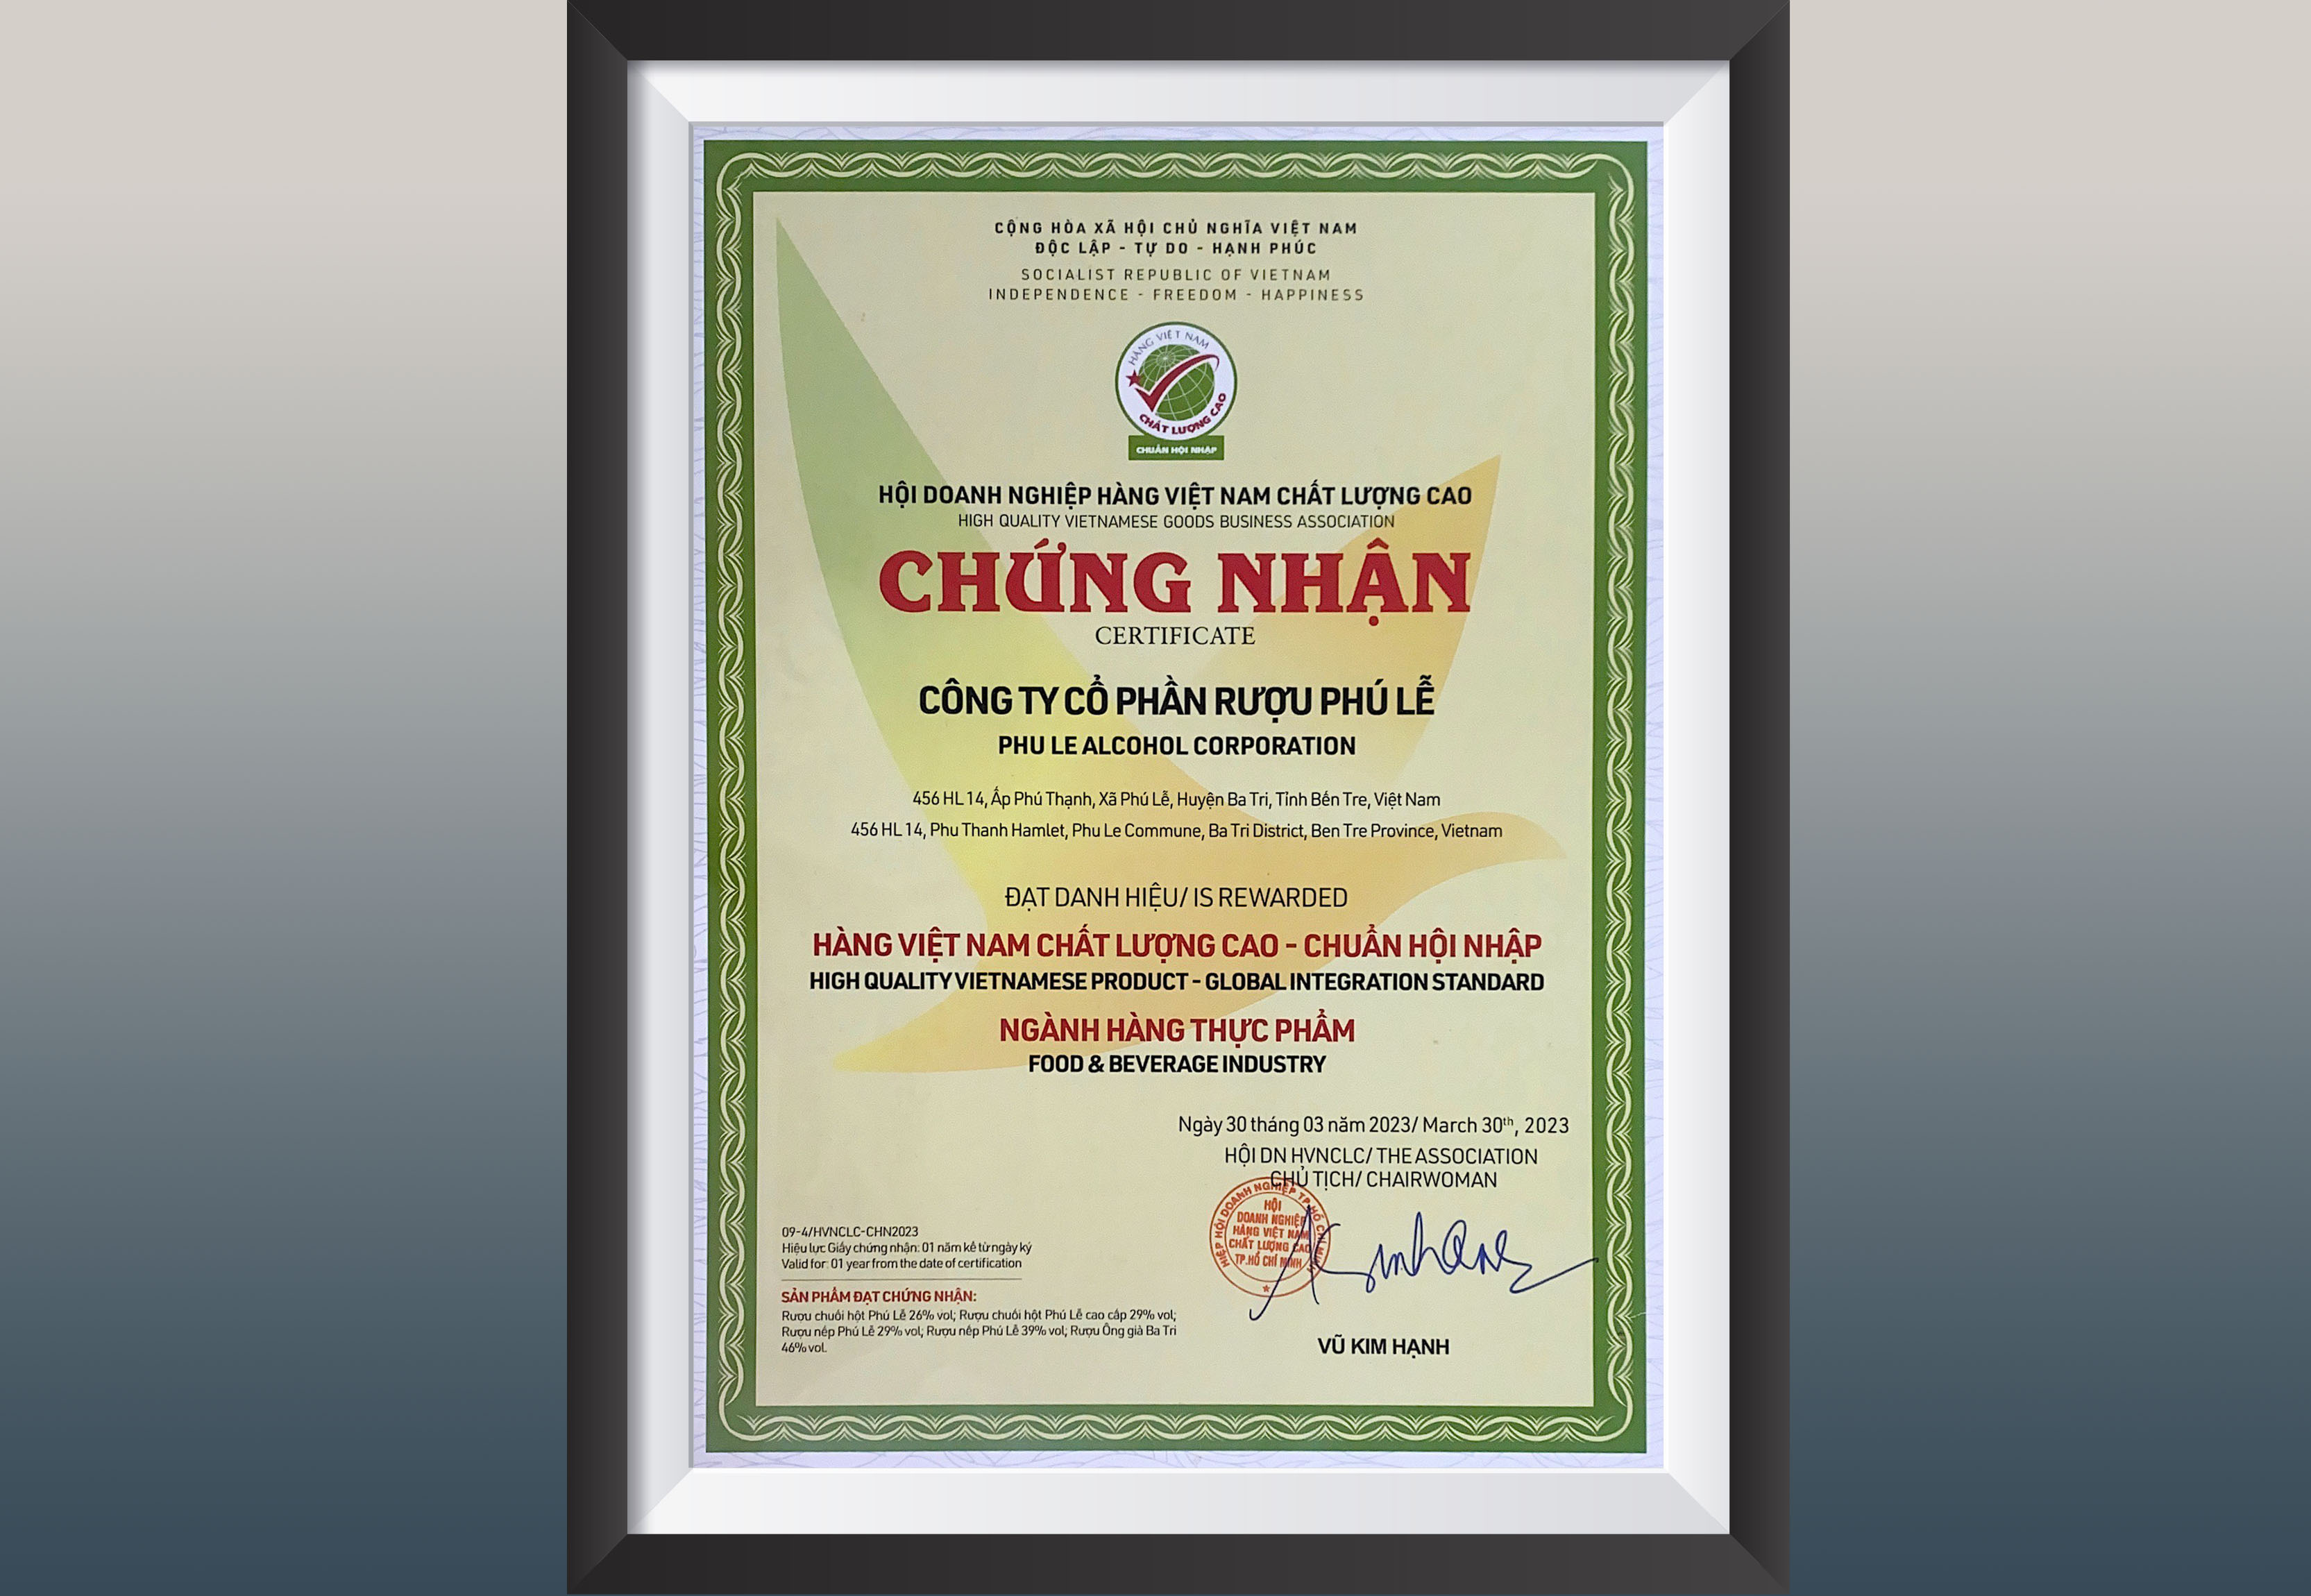 CỘNG HÒA XÃ HỘI CHỦ NGHĨA VIỆT NAM
ĐỘC LẬP - TỰ DO - HẠNH PHÚC
SOCIALIST REPUBLIC OF VIETNAM
INDEPENDENCE - FREEDOM - HAPPINESS
HÀNG VIỆT NAM
CHẤT LƯỢNG CAO
CHUẨN HỘI NHẬP
HỘI DOANH NGHIỆP HÀNG VIỆT NAM CHẤT LƯỢNG CAO
HIGH QUALITY VIETNAMESE GOODS BUSINESS ASSOCIATION
CHỨNG NHẬN
CERTIFICATE
CÔNG TY CỔ PHẦN RƯỢU PHÚ LỄ
PHU LE ALCOHOL CORPORATION
456 HL 14, Ấp Phú Thạnh, Xã Phú Lễ, Huyện Ba Tri, Tỉnh Bến Tre, Việt Nam
456 HL 14, Phu Thanh Hamlet, Phu Le Commune, Ba Tri District, Ben Tre Province, Vietnam
ĐẠT DANH HIỆU/ IS REWARDED
HÀNG VIỆT NAM CHẤT LƯỢNG CAO - CHUẨN HỘI NHẬP
HIGH QUALITY VIETNAMESE PRODUCT - GLOBAL INTEGRATION STANDARD
NGÀNH HÀNG THỰC PHẨM
FOOD & BEVERAGE INDUSTRY
Ngày 30 tháng 03 năm 2023/ March 30th, 2023
HỘI DN HVNCLC/ THE ASSOCIATION
CHỦ TỊCH/ CHAIRWOMAN
HIỆP HỘI DOANH NGHIỆP TP HỒ CHÍ MINH
HỘI
DOANH NGHIỆP
HÀNG VIỆT NAM
CHẤT LƯỢNG CAO
TP.HỒ CHÍ MINH
VŨ KIM HẠNH
09-4/HVNCLC-CHN2023
Hiệu lực Giấy chứng nhận: 01 năm kể từ ngày ký
Valid for: 01 year from the date of certification
SẢN PHẨM ĐẠT CHỨNG NHẬN:
Rượu chuối hột Phú Lễ 26% vol; Rượu chuối hột Phú Lễ cao cấp 29% vol;
Rượu nếp Phú Lễ 29% vol; Rượu nếp Phú Lễ 39% vol; Rượu Ông già Ba Tri
46% vol.